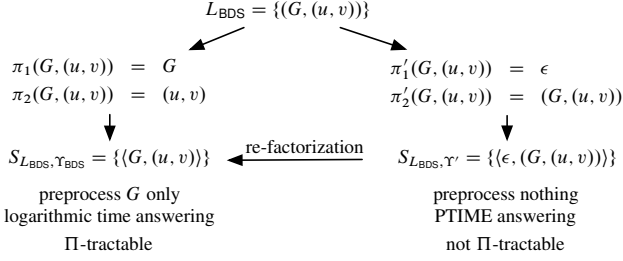 L_BDS = {(G, (u, v))}
π₁(G, (u, v)) = G
π₂(G, (u, v)) = (u, v)
π′₁(G, (u, v)) = ϵ
π′₂(G, (u, v)) = (G, (u, v))
S_{L_BDS, ϒ_BDS} = {⟨G, (u, v)⟩}
re-factorization
S_{L_BDS, ϒ′} = {⟨ϵ, (G, (u, v))⟩}
preprocess G only
logarithmic time answering
Π-tractable
preprocess nothing
PTIME answering
not Π-tractable